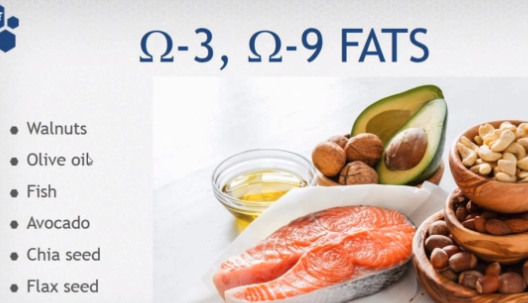 Ω-3, Ω-9 FATS
Walnuts
Olive oil
Fish
Avocado
Chia seed
Flax seed